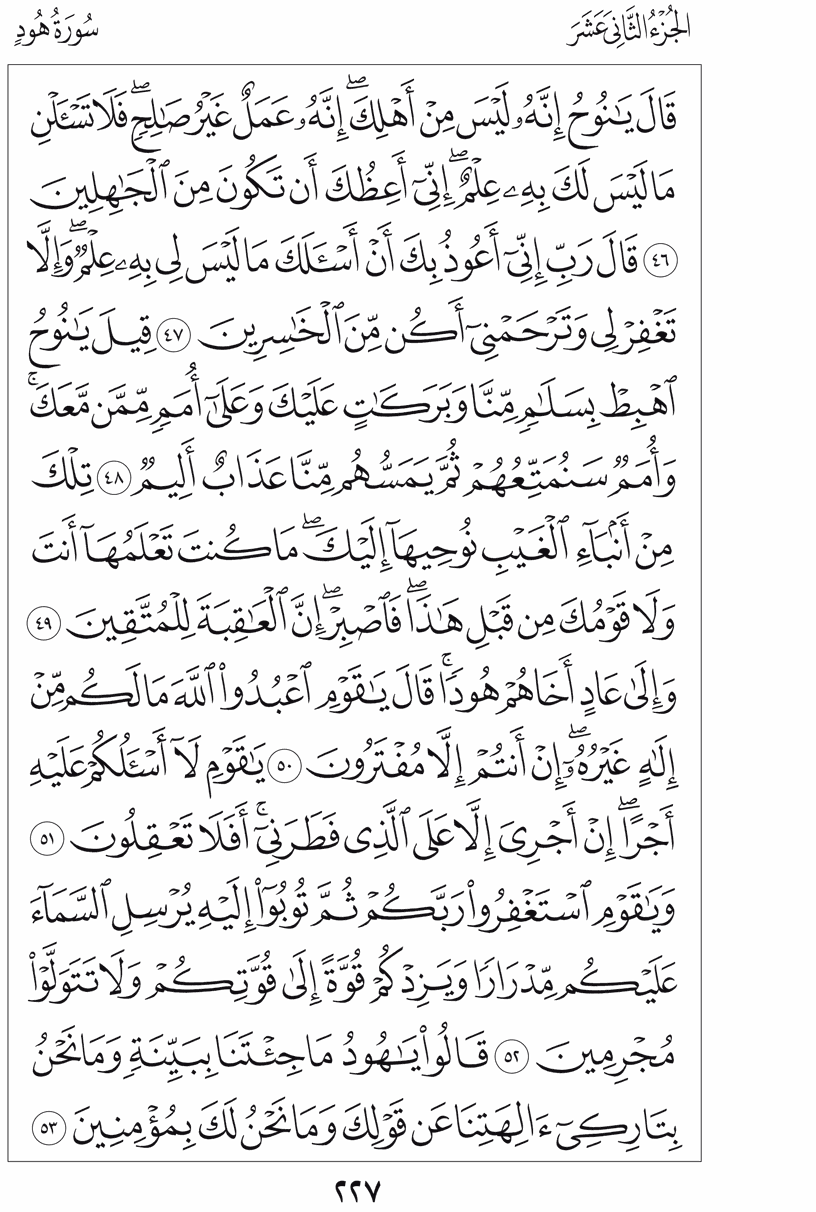 الجُزْءُ الثَّانِي عَشَرَ
سُورَةُ هُودٍ
قَالَ يَٰنُوحُ إِنَّهُۥ لَيْسَ مِنْ أَهْلِكَۖ إِنَّهُۥ عَمَلٌ غَيْرُ صَٰلِحٖۖ فَلَا تَسْـَٔلْنِ
مَا لَيْسَ لَكَ بِهِۦ عِلْمٌۖ إِنِّيٓ أَعِظُكَ أَن تَكُونَ مِنَ ٱلْجَٰهِلِينَ
٤٦ قَالَ رَبِّ إِنِّيٓ أَعُوذُ بِكَ أَنْ أَسْـَٔلَكَ مَا لَيْسَ لِي بِهِۦ عِلْمٞۖ وَإِلَّا
تَغْفِرْ لِي وَتَرْحَمْنِيٓ أَكُن مِّنَ ٱلْخَٰسِرِينَ ٤٧ قِيلَ يَٰنُوحُ
ٱهْبِطْ بِسَلَٰمٖ مِّنَّا وَبَرَكَٰتٍ عَلَيْكَ وَعَلَىٰٓ أُمَمٖ مِّمَّن مَّعَكَۚ
وَأُمَمٞ سَنُمَتِّعُهُمْ ثُمَّ يَمَسُّهُم مِّنَّا عَذَابٌ أَلِيمٞ ٤٨ تِلْكَ
مِنْ أَنۢبَآءِ ٱلْغَيْبِ نُوحِيهَآ إِلَيْكَۖ مَا كُنتَ تَعْلَمُهَآ أَنتَ
وَلَا قَوْمُكَ مِن قَبْلِ هَٰذَاۖ فَٱصْبِرْۖ إِنَّ ٱلْعَٰقِبَةَ لِلْمُتَّقِينَ ٤٩
وَإِلَىٰ عَادٍ أَخَاهُمْ هُودٗاۚ قَالَ يَٰقَوْمِ ٱعْبُدُوا۟ ٱللَّهَ مَا لَكُم مِّنْ
إِلَٰهٍ غَيْرُهُۥٓۖ إِنْ أَنتُمْ إِلَّا مُفْتَرُونَ ٥٠ يَٰقَوْمِ لَآ أَسْـَٔلُكُمْ عَلَيْهِ
أَجْرًاۖ إِنْ أَجْرِيَ إِلَّا عَلَى ٱلَّذِي فَطَرَنِيٓۚ أَفَلَا تَعْقِلُونَ ٥١
وَيَٰقَوْمِ ٱسْتَغْفِرُوا۟ رَبَّكُمْ ثُمَّ تُوبُوٓا۟ إِلَيْهِ يُرْسِلِ ٱلسَّمَآءَ
عَلَيْكُم مِّدْرَارٗا وَيَزِدْكُمْ قُوَّةً إِلَىٰ قُوَّتِكُمْ وَلَا تَتَوَلَّوْا۟
مُجْرِمِينَ ٥٢ قَالُوا۟ يَٰهُودُ مَا جِئْتَنَا بِبَيِّنَةٖ وَمَا نَحْنُ
بِتَارِكِيٓ ءَالِهَتِنَا عَن قَوْلِكَ وَمَا نَحْنُ لَكَ بِمُؤْمِنِينَ ٥٣
٢٢٧